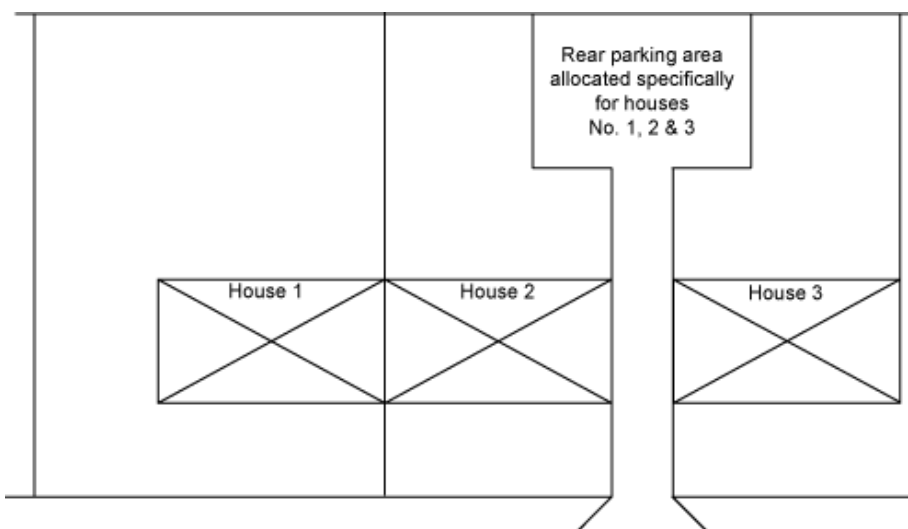 Rear parking area
allocated specifically
for houses
No. 1, 2 & 3
House 1
House 2
House 3